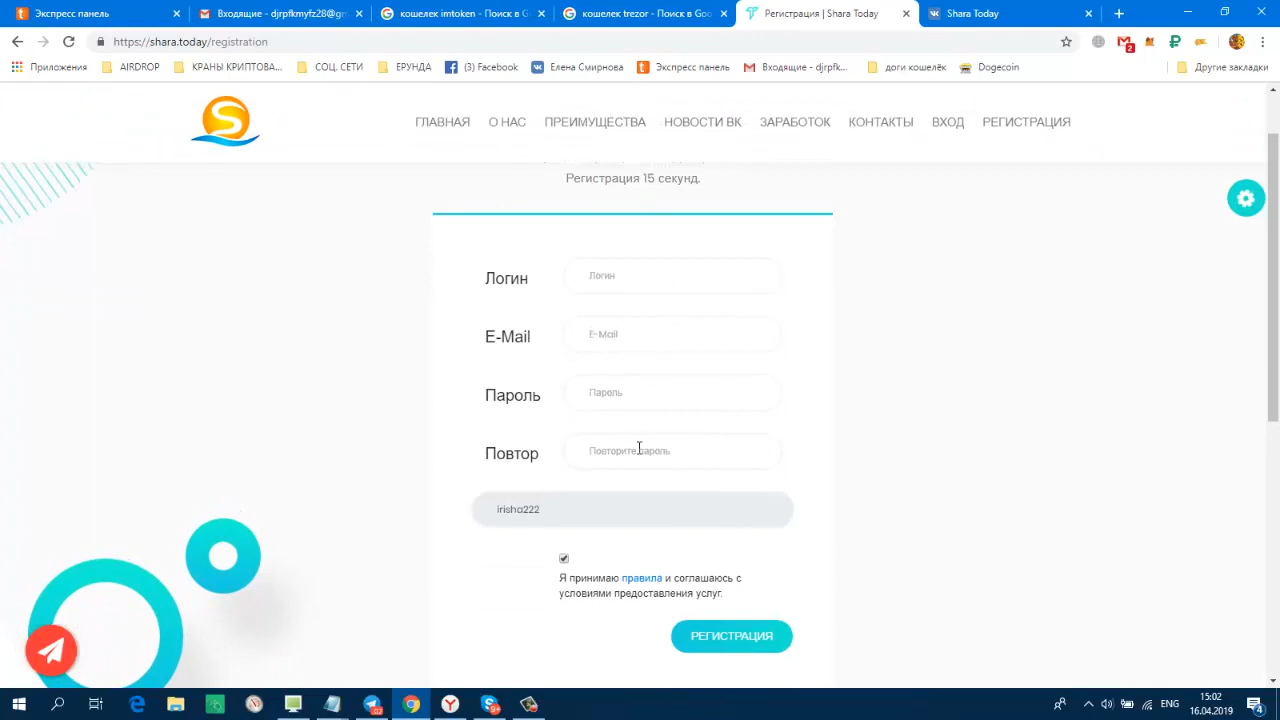 Экспресс панель
Входящие - djrpfkmyfz28@gm
кошелек imtoken - Поиск в G
кошелек trezor - Поиск в Goo
Регистрация | Shara Today
Shara Today
https://shara.today/registration
2
Приложения
AIRDROP
КРАНЫ КРИПТОВА...
СОЦ. СЕТИ
ЕРУНДА
(3) Facebook
Елена Смирнова
Экспресс панель
Входящие - djrpfk...
доги кошелёк
Dogecoin
Другие закладки
S
ГЛАВНАЯ
О НАС
ПРЕИМУЩЕСТВА
НОВОСТИ ВК
ЗАРАБОТОК
КОНТАКТЫ
ВХОД
РЕГИСТРАЦИЯ
Регистрация 15 секунд.
Логин
Логин
E-Mail
E-Mail
Пароль
Пароль
Повтор
Повторите пароль
irisha222
Я принимаю правила и соглашаюсь с
условиями предоставления услуг.
РЕГИСТРАЦИЯ
ENG
15:02
16.04.2019